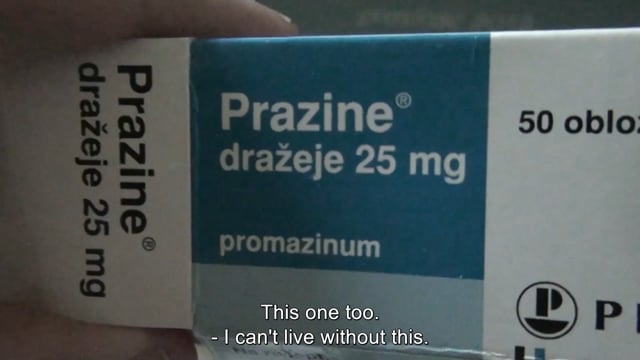 Prazine®
dražeje 25 mg
Prazine®
dražeje 25 mg
promazinum
50 oblo
P
This one too.
- I can't live without this.